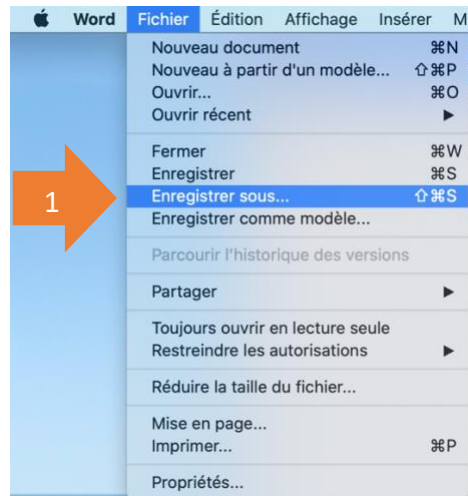 Word Fichier Édition Affichage Insérer M
Nouveau document ⌘N
Nouveau à partir d'un modèle... ⇧⌘P
Ouvrir... ⌘O
Ouvrir récent ▶
Fermer ⌘W
Enregistrer ⌘S
1
Enregistrer sous... ⇧⌘S
Enregistrer comme modèle...
Parcourir l'historique des versions
Partager ▶
Toujours ouvrir en lecture seule
Restreindre les autorisations ▶
Réduire la taille du fichier...
Mise en page...
Imprimer... ⌘P
Propriétés...